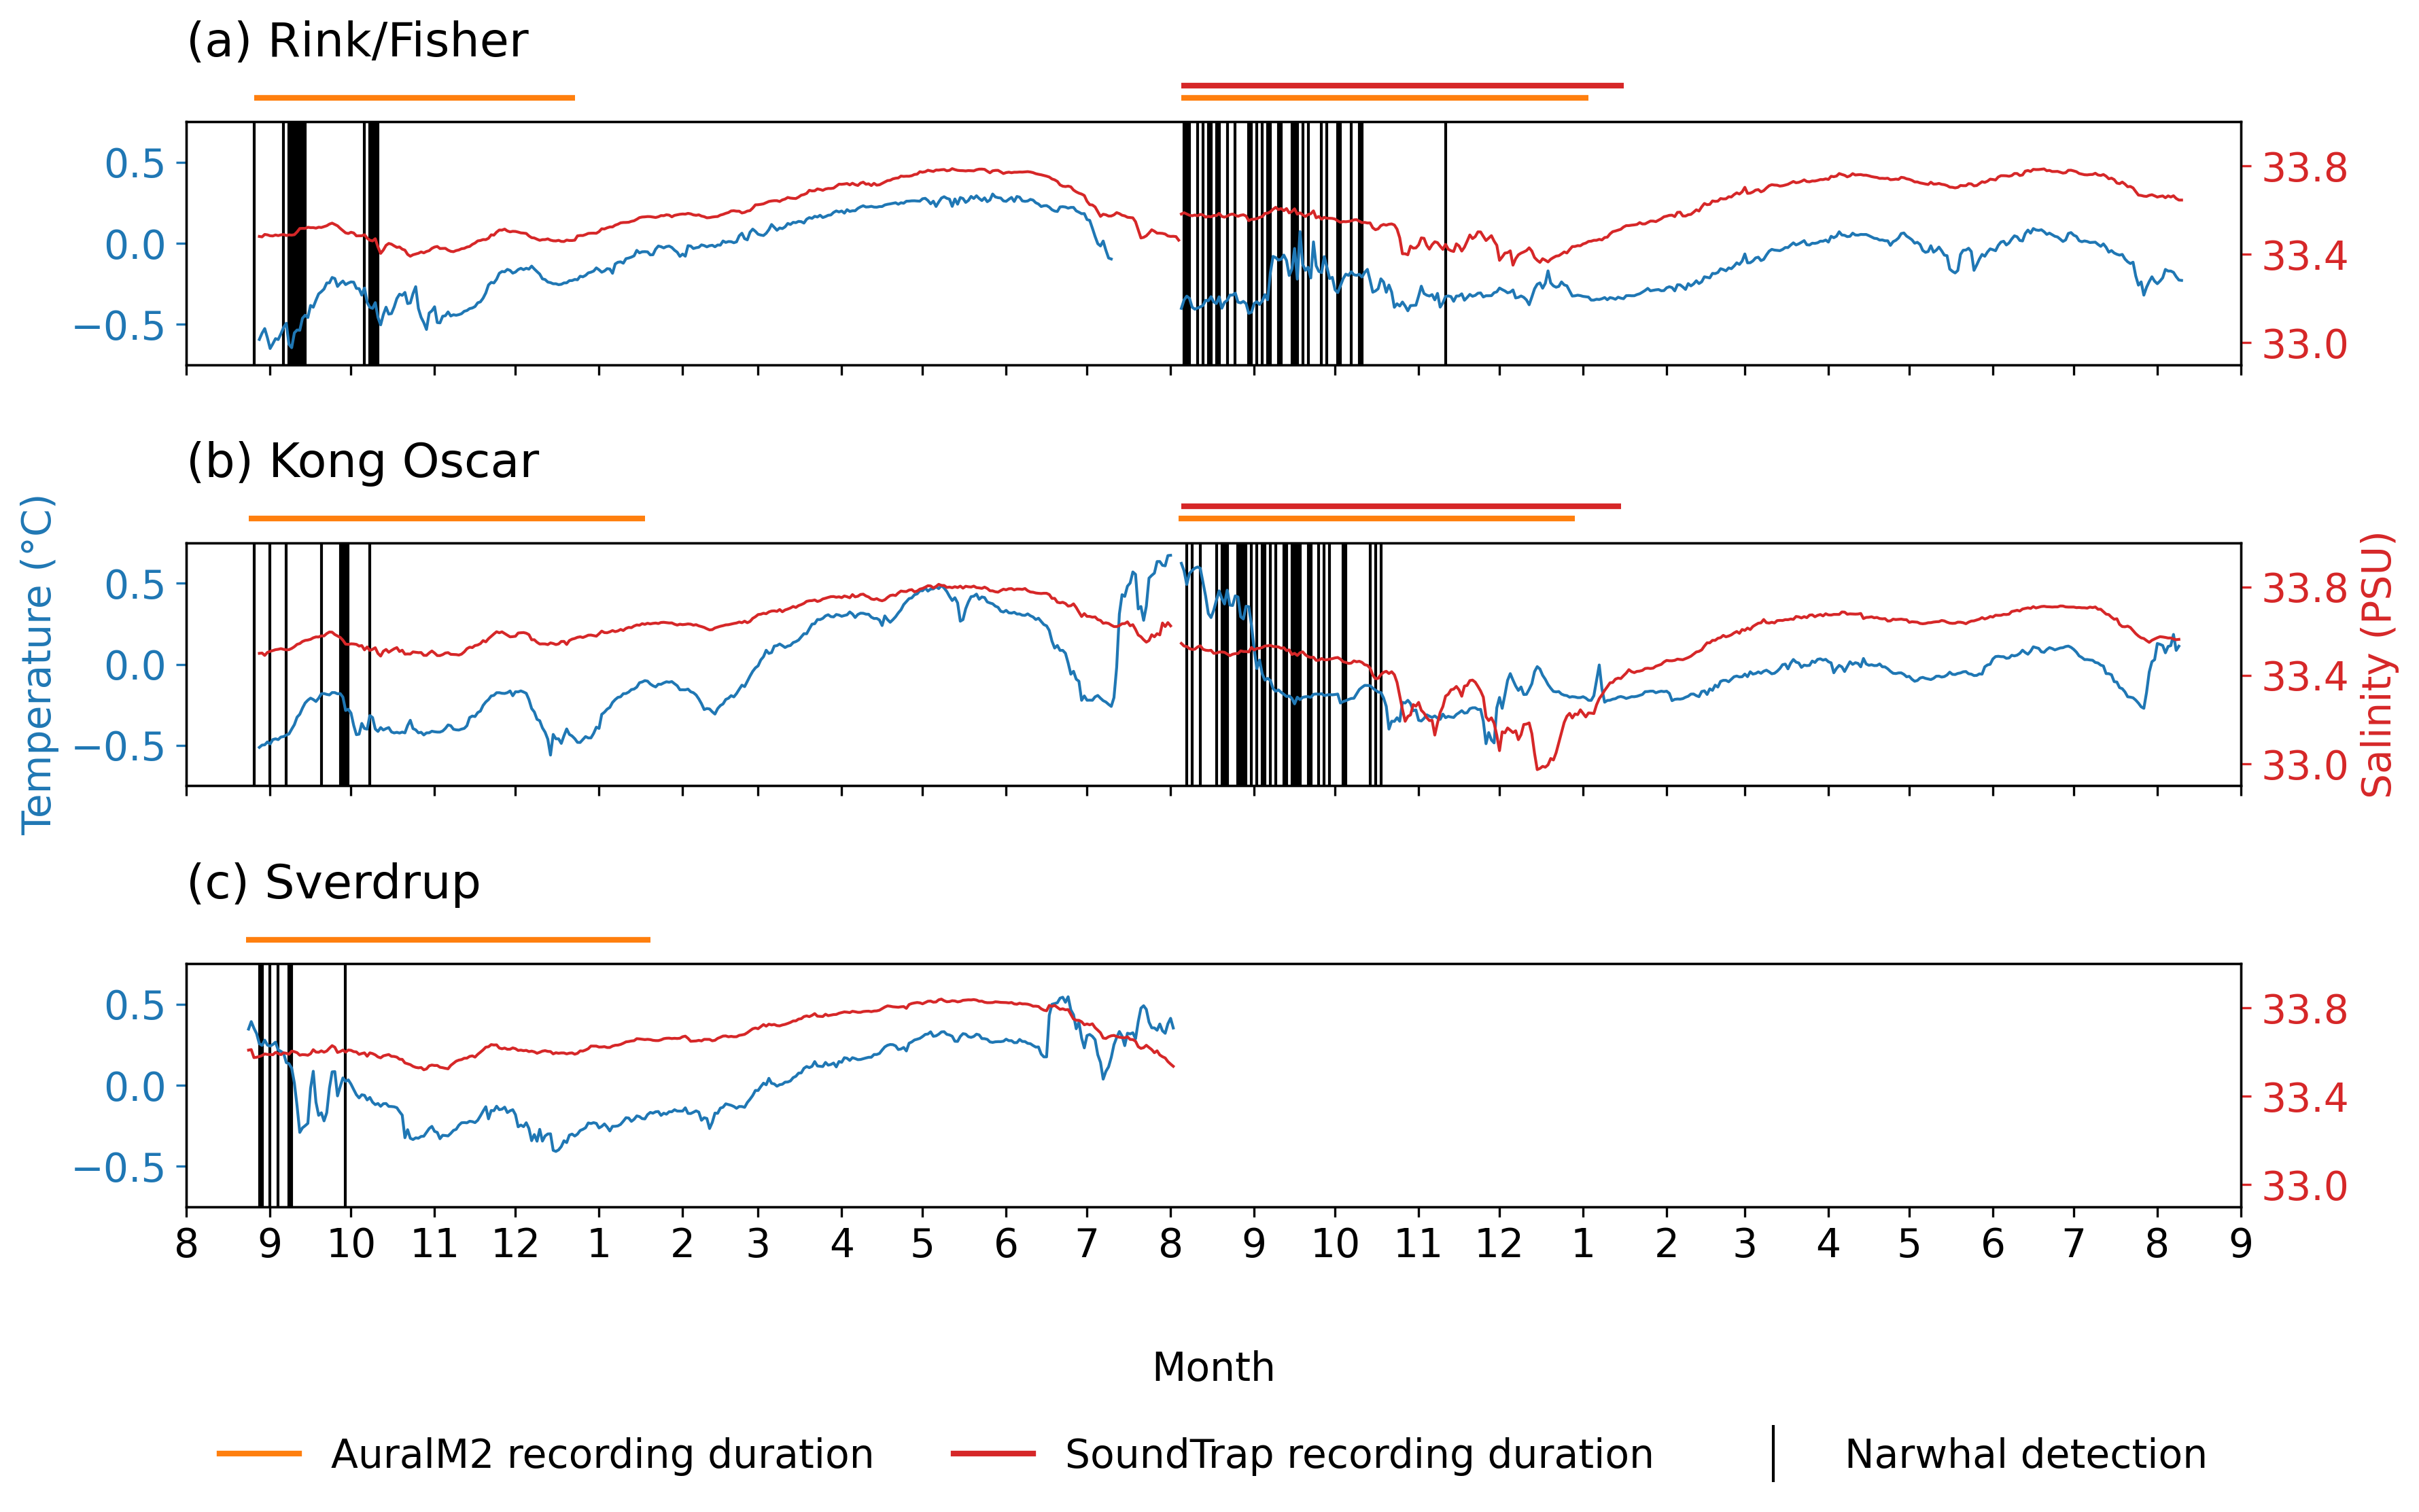 (a) Rink/Fisher
0.5
0.0
−0.5
33.8
33.4
33.0
(b) Kong Oscar
Temperature (°C)
0.5
0.0
−0.5
33.8
33.4
33.0
Salinity (PSU)
(c) Sverdrup
0.5
0.0
−0.5
33.8
33.4
33.0
8 9 10 11 12 1 2 3 4 5 6 7 8 9 10 11 12 1 2 3 4 5 6 7 8 9
Month
AuralM2 recording duration
SoundTrap recording duration
Narwhal detection